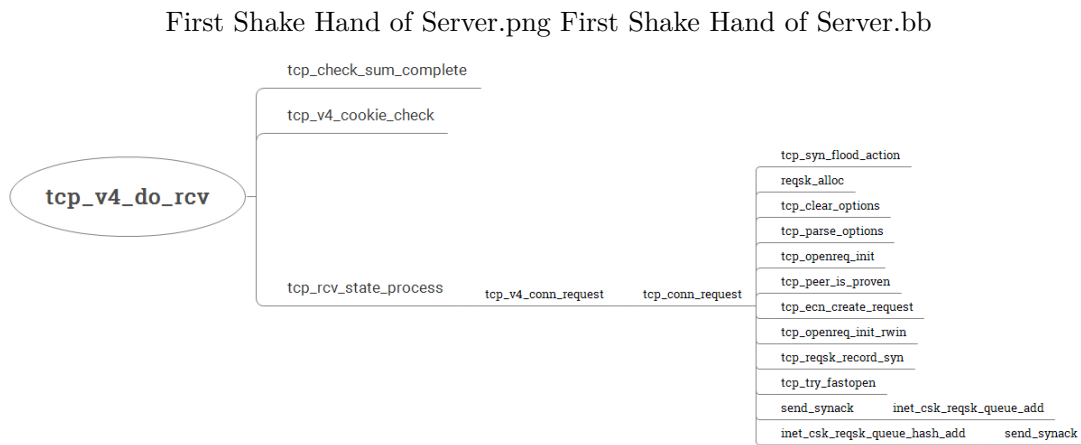 First Shake Hand of Server.png First Shake Hand of Server.bb
tcp_check_sum_complete
tcp_v4_cookie_check
tcp_v4_do_rcv
tcp_rcv_state_process
tcp_v4_conn_request
tcp_conn_request
tcp_syn_flood_action
reqsk_alloc
tcp_clear_options
tcp_parse_options
tcp_openreq_init
tcp_peer_is_proven
tcp_ecn_create_request
tcp_openreq_init_rwin
tcp_reqsk_record_syn
tcp_try_fastopen
send_synack inet_csk_reqsk_queue_add
inet_csk_reqsk_queue_hash_add send_synack